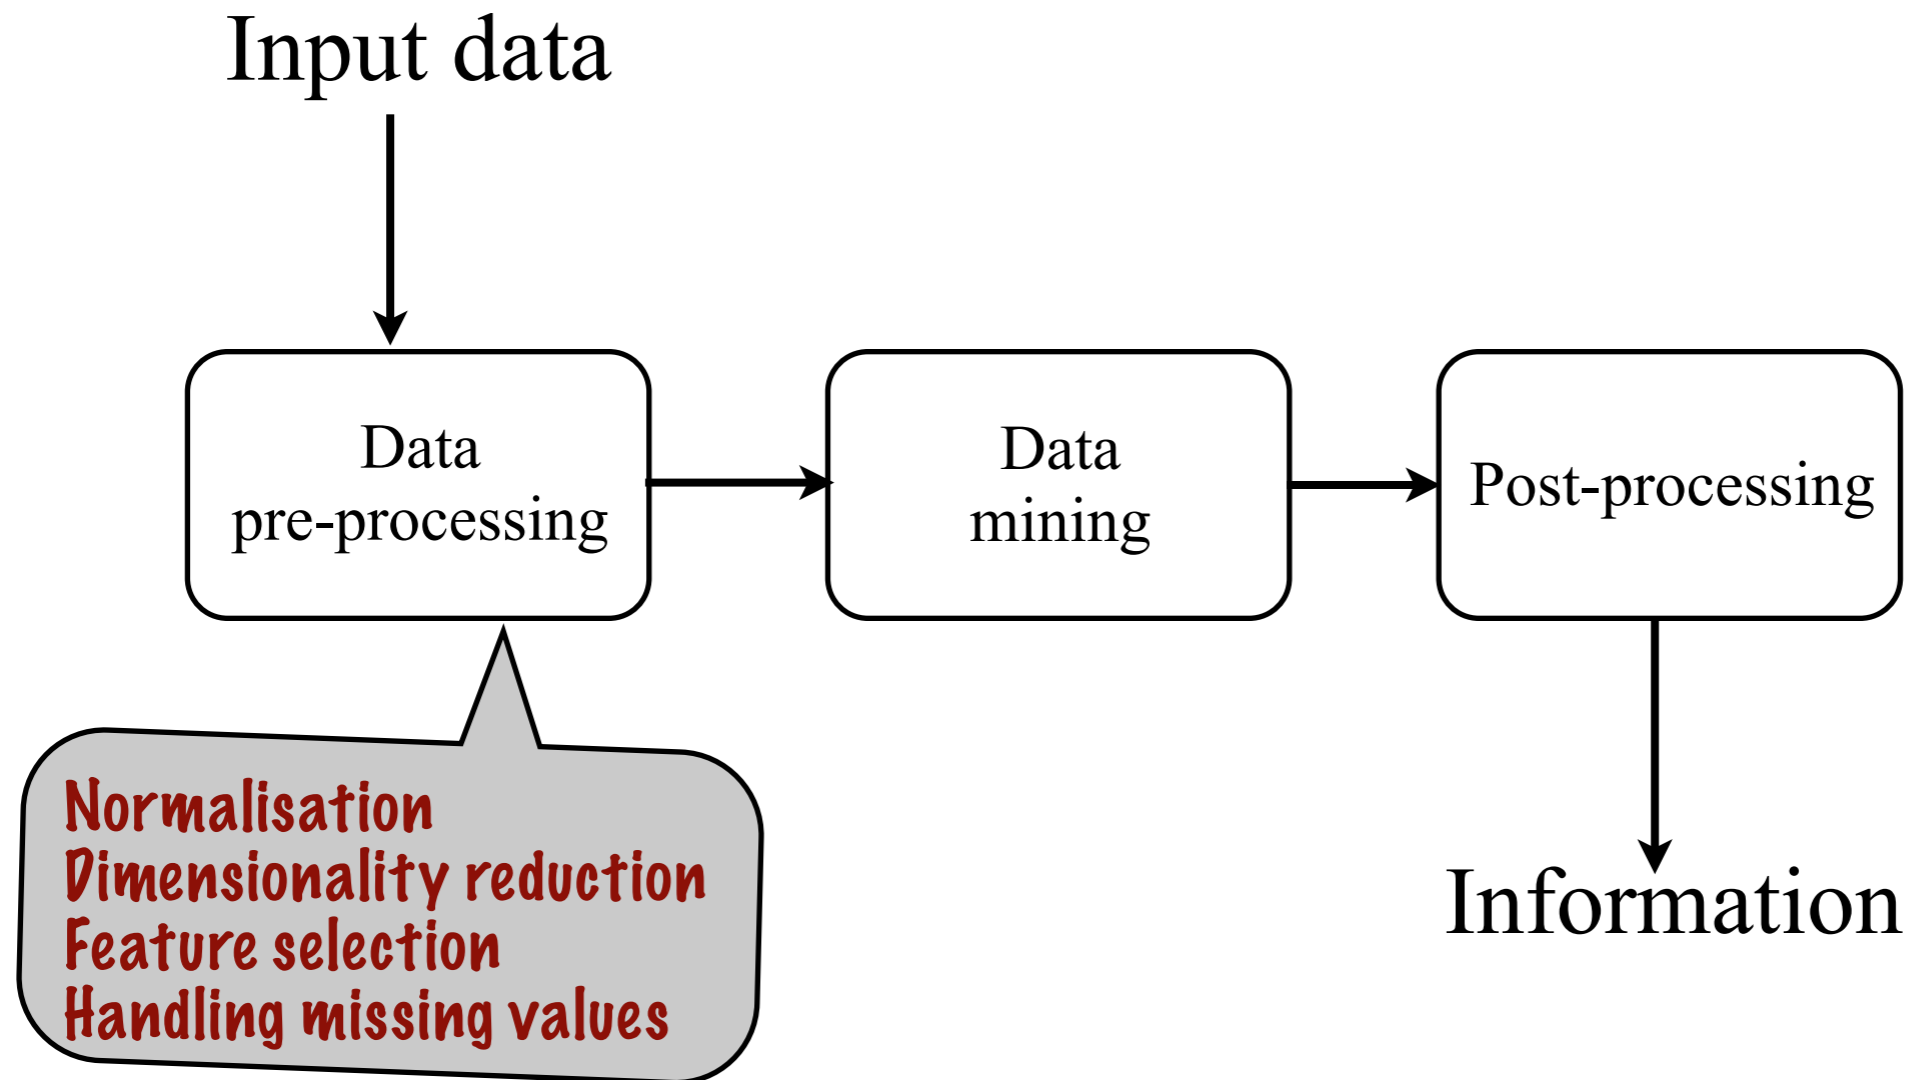 Input data
Data
pre-processing
Data
mining
Post-processing
Normalisation
Dimensionality reduction
Feature selection
Handling missing values
Information